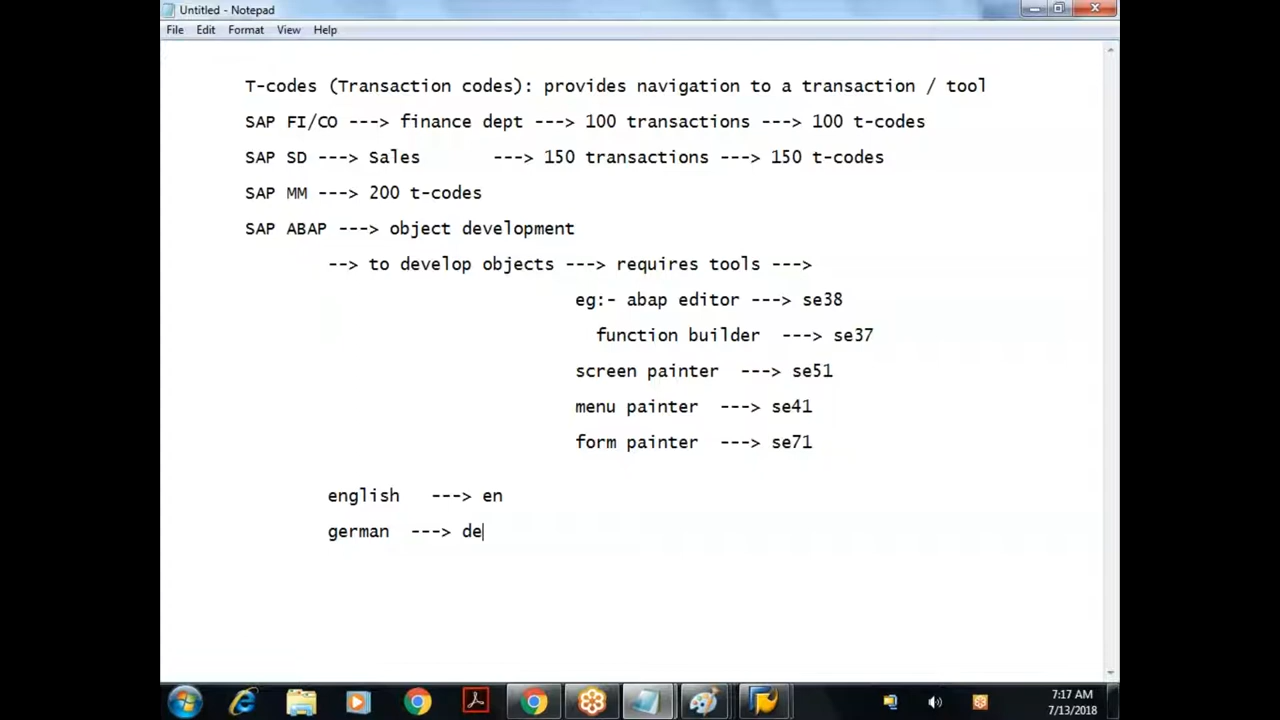 Untitled - Notepad
File Edit Format View Help
T-codes (Transaction codes): provides navigation to a transaction / tool
SAP FI/CO ---> finance dept ---> 100 transactions ---> 100 t-codes
SAP SD ---> Sales ---> 150 transactions ---> 150 t-codes
SAP MM ---> 200 t-codes
SAP ABAP ---> object development
--> to develop objects ---> requires tools --->
eg:- abap editor ---> se38
function builder ---> se37
screen painter ---> se51
menu painter ---> se41
form painter ---> se71
english ---> en
german ---> de
7:17 AM
7/13/2018